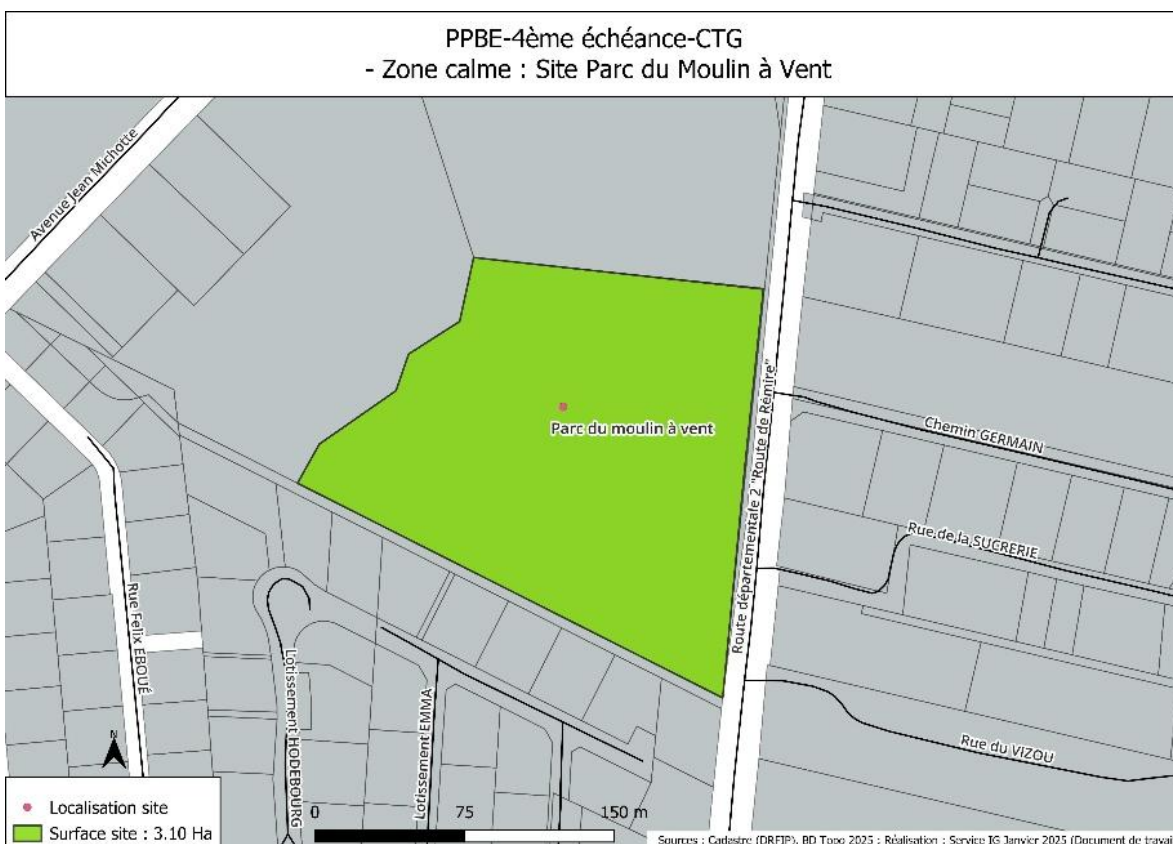 PPBE-4ème échéance-CTG
- Zone calme : Site Parc du Moulin à Vent
Avenue Jean Michotte
Parc du moulin à vent
Route départementale 2 "Route de Rémire"
Chemin GERMAIN
Rue de la SUCRERIE
Rue du VIZOU
Rue Felix EBOUÉ
Lotissement HODEBOURG
Lotissement EMMA
N
Localisation site
Surface site : 3.10 Ha
0 75 150 m
Sources : Cadastre (DRFIP), BD Topo 2025 ; Réalisation : Service IG Janvier 2025 (Document de travail